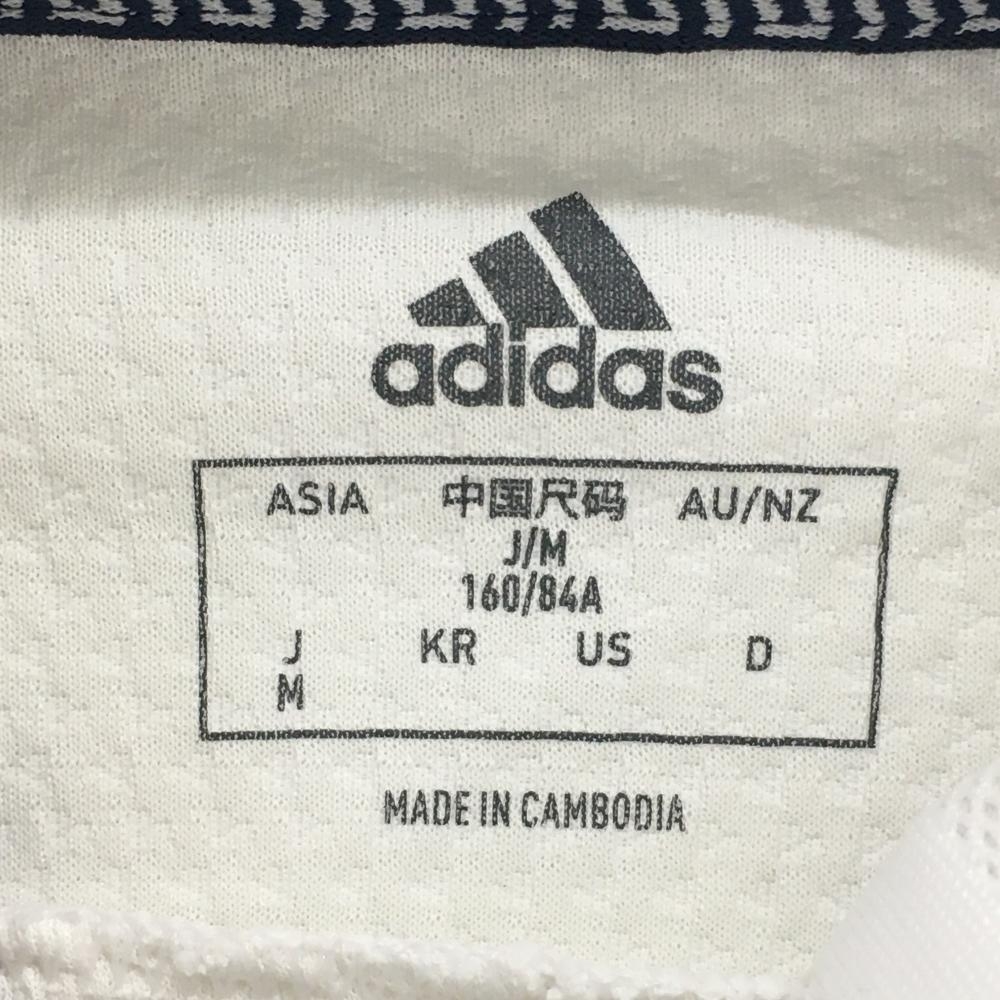 adidas
ASIA 中国尺码 AU/NZ
J/M
160/84A
J KR US D
M
MADE IN CAMBODIA